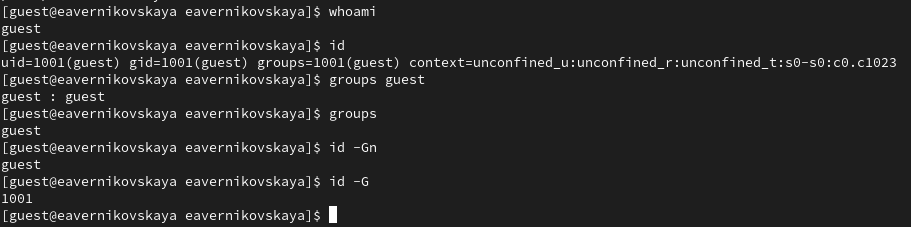 [guest@eavernikovskaya eavernikovskaya]$ whoami
guest
[guest@eavernikovskaya eavernikovskaya]$ id
uid=1001(guest) gid=1001(guest) groups=1001(guest) context=unconfined_u:unconfined_r:unconfined_t:s0-s0:c0.c1023
[guest@eavernikovskaya eavernikovskaya]$ groups guest
guest : guest
[guest@eavernikovskaya eavernikovskaya]$ groups
guest
[guest@eavernikovskaya eavernikovskaya]$ id -Gn
guest
[guest@eavernikovskaya eavernikovskaya]$ id -G
1001
[guest@eavernikovskaya eavernikovskaya]$